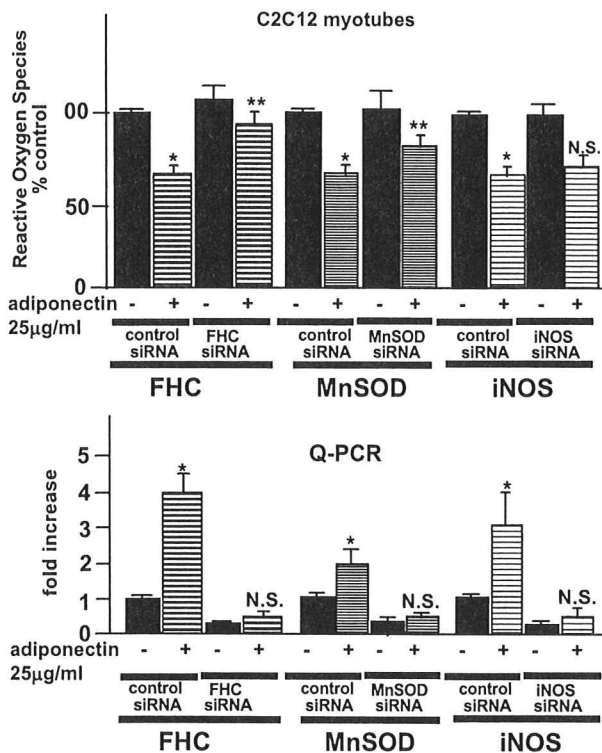 C2C12 myotubes
Reactive Oxygen Species
% control
00
50
0
* ** * ** * N.S.
adiponectin - + - + - + - + - + - +
25µg/ml
control siRNA FHC siRNA control siRNA MnSOD siRNA control siRNA iNOS siRNA
FHC MnSOD iNOS
Q-PCR
fold increase
5
4
3
2
1
0
* N.S. * N.S. * N.S.
adiponectin - + - + - + - + - + - +
25µg/ml
control siRNA FHC siRNA control siRNA MnSOD siRNA control siRNA iNOS siRNA
FHC MnSOD iNOS